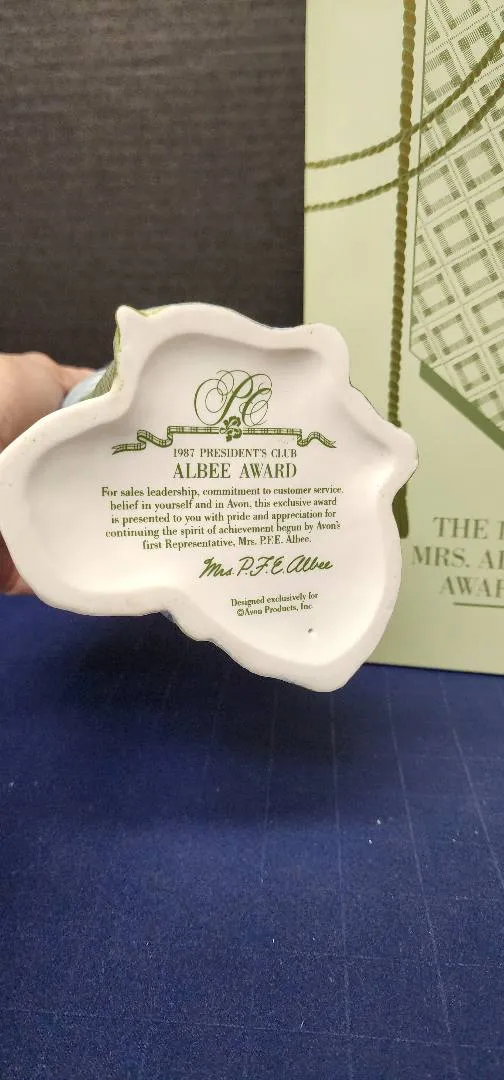 PC
1987 PRESIDENT'S CLUB
ALBEE AWARD
For sales leadership, commitment to customer service,
belief in yourself and in Avon, this exclusive award
is presented to you with pride and appreciation for
continuing the spirit of achievement begun by Avon's
first Representative, Mrs. P.F.E. Albee.
Mrs. P.F.E. Albee
Designed exclusively for
©Avon Products, Inc.
THE
MRS.